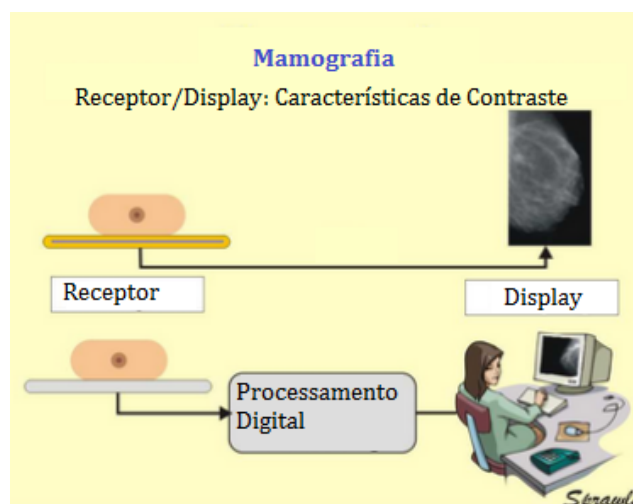 Mamografia
Receptor/Display: Características de Contraste
Receptor
Display
Processamento
Digital